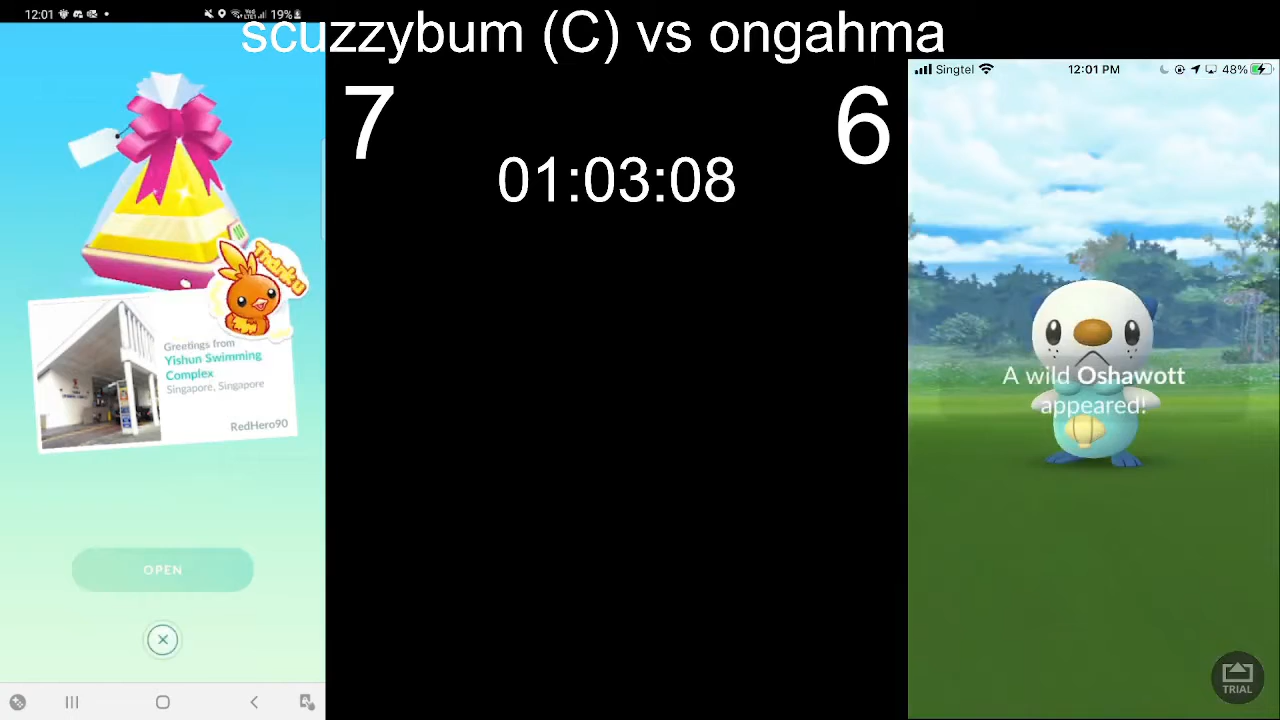 scuzzybum (C) vs ongahma
7
6
01:03:08
12:01
19%
Thank u
Greetings from
Yishun Swimming
Complex
Singapore, Singapore
RedHero90
OPEN
Singtel
12:01 PM
48%
A wild Oshawott
appeared!
TRIAL